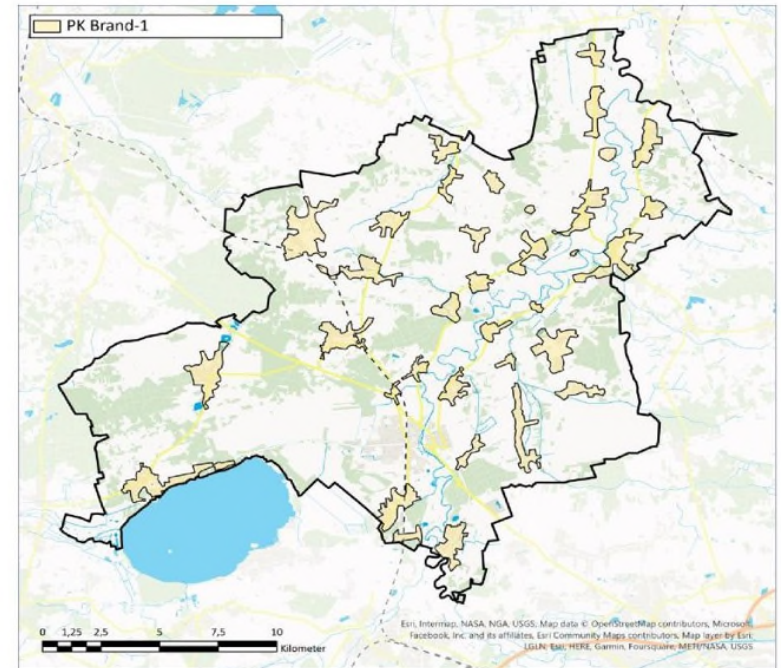 PK Brand-1
0 1,25 2,5 5 7,5 10
Kilometer
Esri, Intermap, NASA, NGA, USGS, Map data © OpenStreetMap contributors, Microsoft,
Facebook, Inc. and its affiliates, Esri Community Maps contributors, Map layer by Esri
LGLN, Esri, HERE, Garmin, Foursquare, METI/NASA, USGS